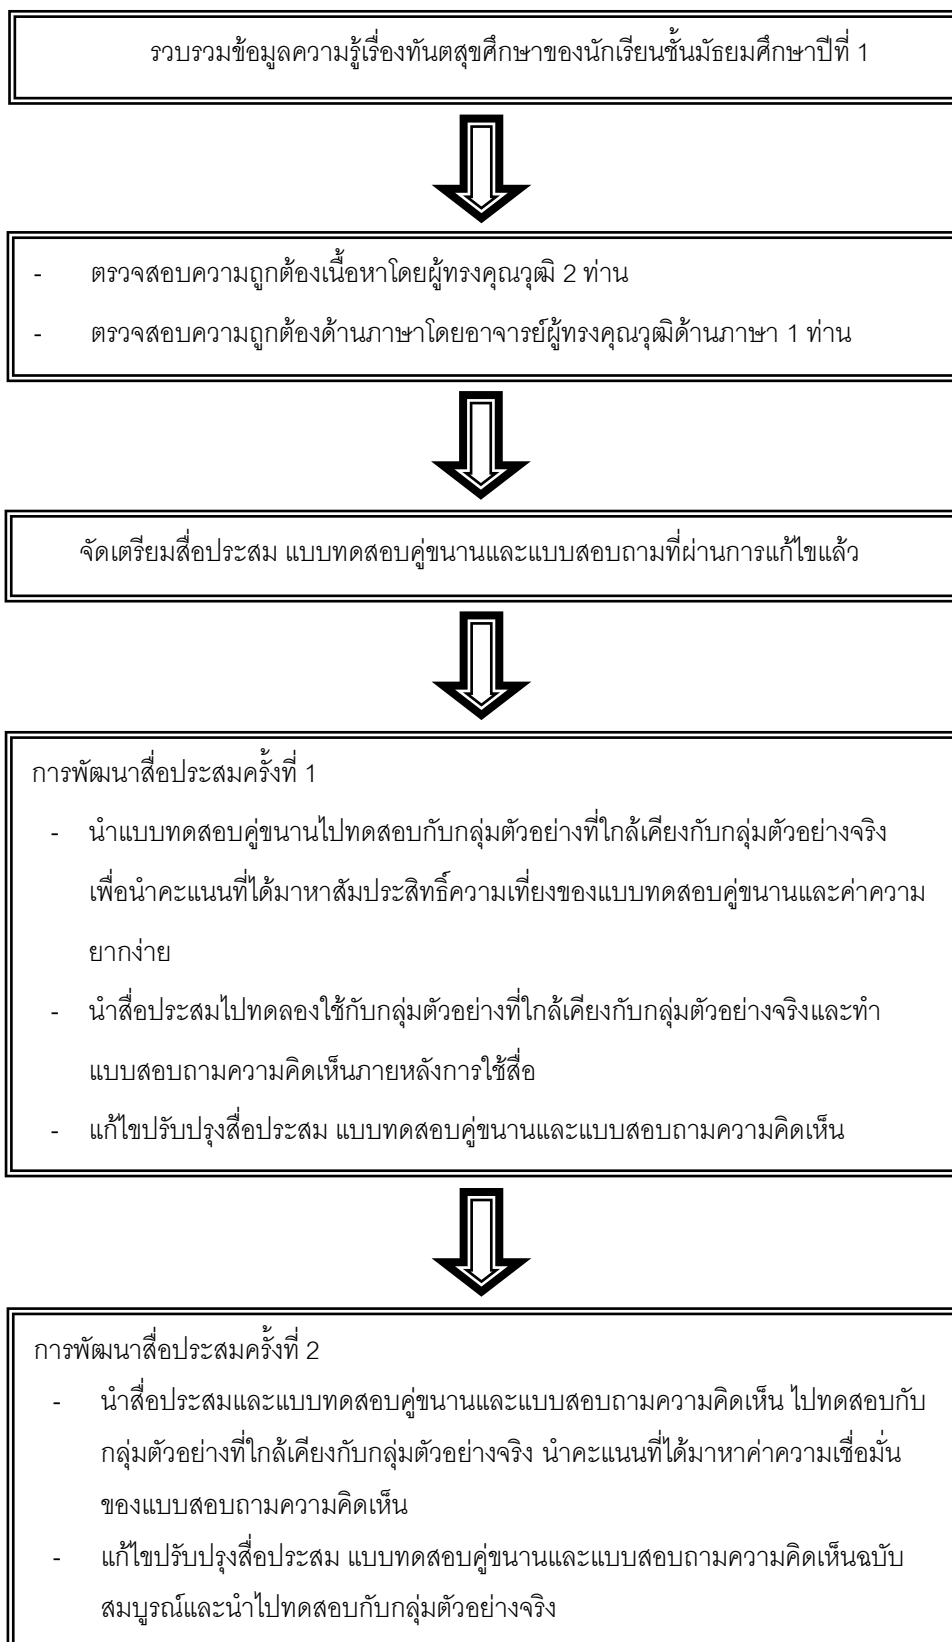 รวบรวมข้อมูลความรู้เรื่องทันตสุขศึกษาของนักเรียนชั้นมัธยมศึกษาปีที่ 1
- ตรวจสอบความถูกต้องเนื้อหาโดยผู้ทรงคุณวุฒิ 2 ท่าน
- ตรวจสอบความถูกต้องด้านภาษาโดยอาจารย์ผู้ทรงคุณวุฒิด้านภาษา 1 ท่าน
จัดเตรียมสื่อประสม แบบทดสอบคู่ขนานและแบบสอบถามที่ผ่านการแก้ไขแล้ว
การพัฒนาสื่อประสมครั้งที่ 1
- นำแบบทดสอบคู่ขนานไปทดสอบกับกลุ่มตัวอย่างที่ใกล้เคียงกับกลุ่มตัวอย่างจริง
เพื่อนำคะแนนที่ได้มาหาสัมประสิทธิ์ความเที่ยงของแบบทดสอบคู่ขนานและค่าความ
ยากง่าย
- นำสื่อประสมไปทดลองใช้กับกลุ่มตัวอย่างที่ใกล้เคียงกับกลุ่มตัวอย่างจริงและทำ
แบบสอบถามความคิดเห็นภายหลังการใช้สื่อ
- แก้ไขปรับปรุงสื่อประสม แบบทดสอบคู่ขนานและแบบสอบถามความคิดเห็น
การพัฒนาสื่อประสมครั้งที่ 2
- นำสื่อประสมและแบบทดสอบคู่ขนานและแบบสอบถามความคิดเห็น ไปทดสอบกับ
กลุ่มตัวอย่างที่ใกล้เคียงกับกลุ่มตัวอย่างจริง นำคะแนนที่ได้มาหาค่าความเชื่อมั่น
ของแบบสอบถามความคิดเห็น
- แก้ไขปรับปรุงสื่อประสม แบบทดสอบคู่ขนานและแบบสอบถามความคิดเห็นฉบับ
สมบูรณ์และนำไปทดสอบกับกลุ่มตัวอย่างจริง